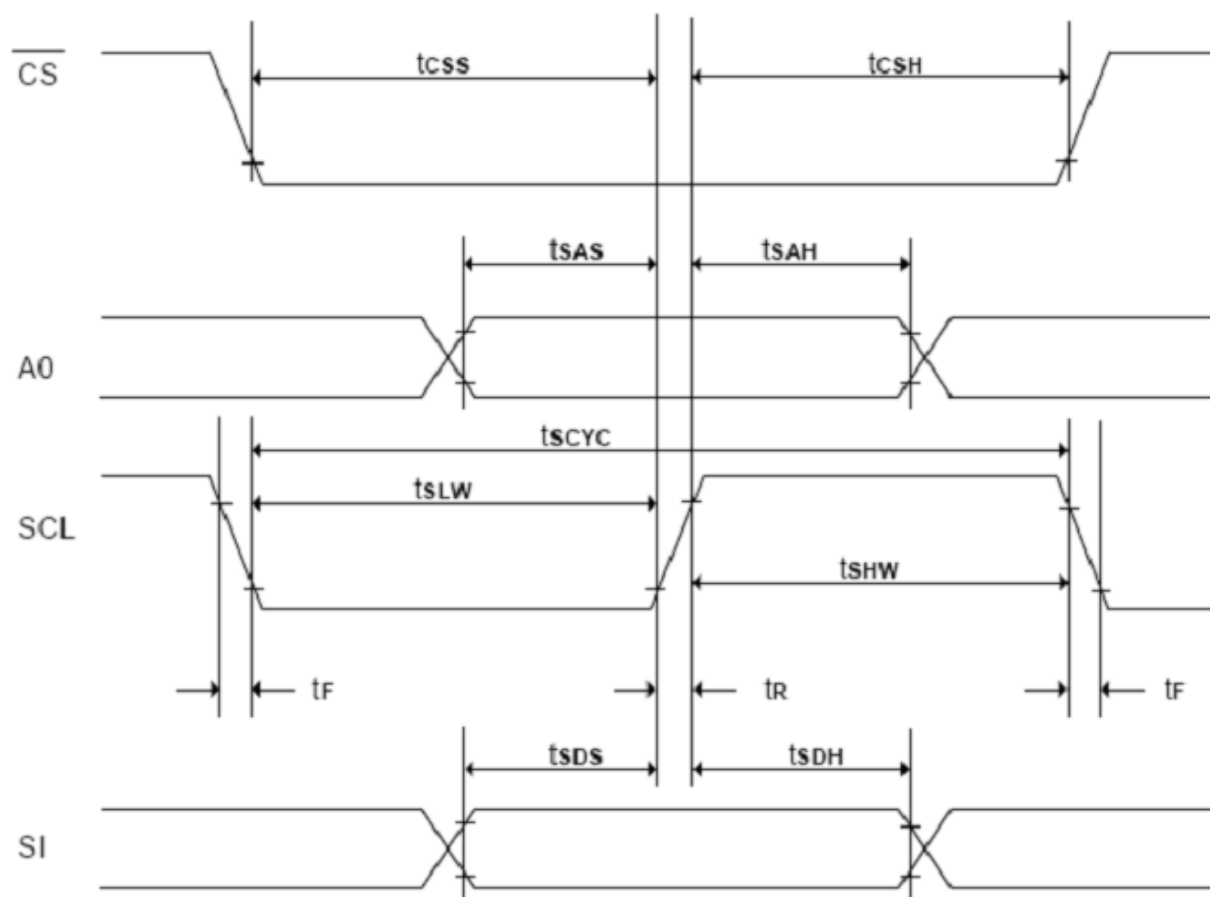 CS
tCSS
tCSH
tSAS
tSAH
A0
tSCYC
tSLW
SCL
tSHW
tF
tR
tF
tSDS
tSDH
SI